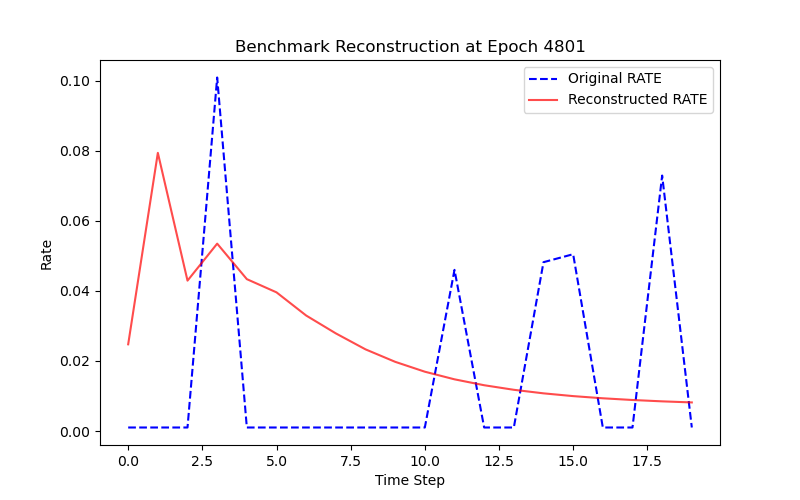 Benchmark Reconstruction at Epoch 4801
Original RATE
Reconstructed RATE
0.10
0.08
0.06
0.04
0.02
0.00
Rate
0.0 2.5 5.0 7.5 10.0 12.5 15.0 17.5
Time Step